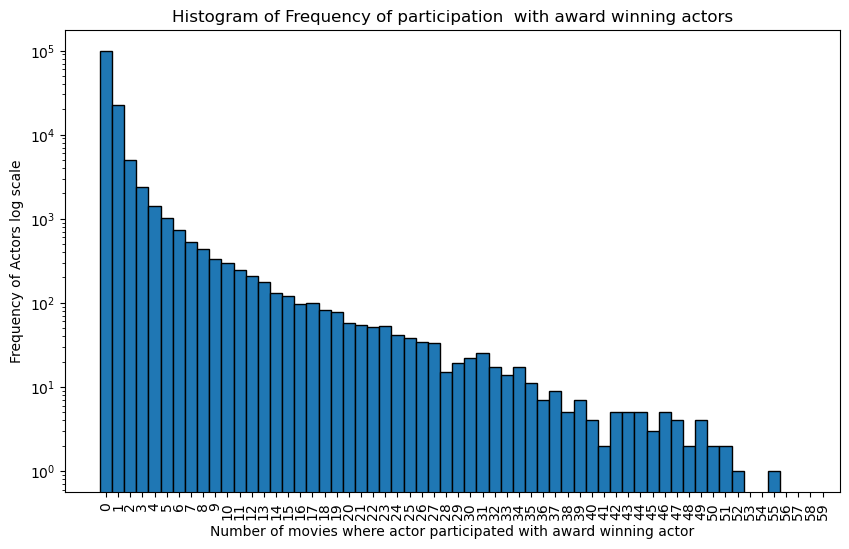 Histogram of Frequency of participation  with award winning actors
Frequency of Actors log scale
10^5
10^4
10^3
10^2
10^1
10^0
0 1 2 3 4 5 6 7 8 9 10 11 12 13 14 15 16 17 18 19 20 21 22 23 24 25 26 27 28 29 30 31 32 33 34 35 36 37 38 39 40 41 42 43 44 45 46 47 48 49 50 51 52 53 54 55 56 57 58 59
Number of movies where actor participated with award winning actor